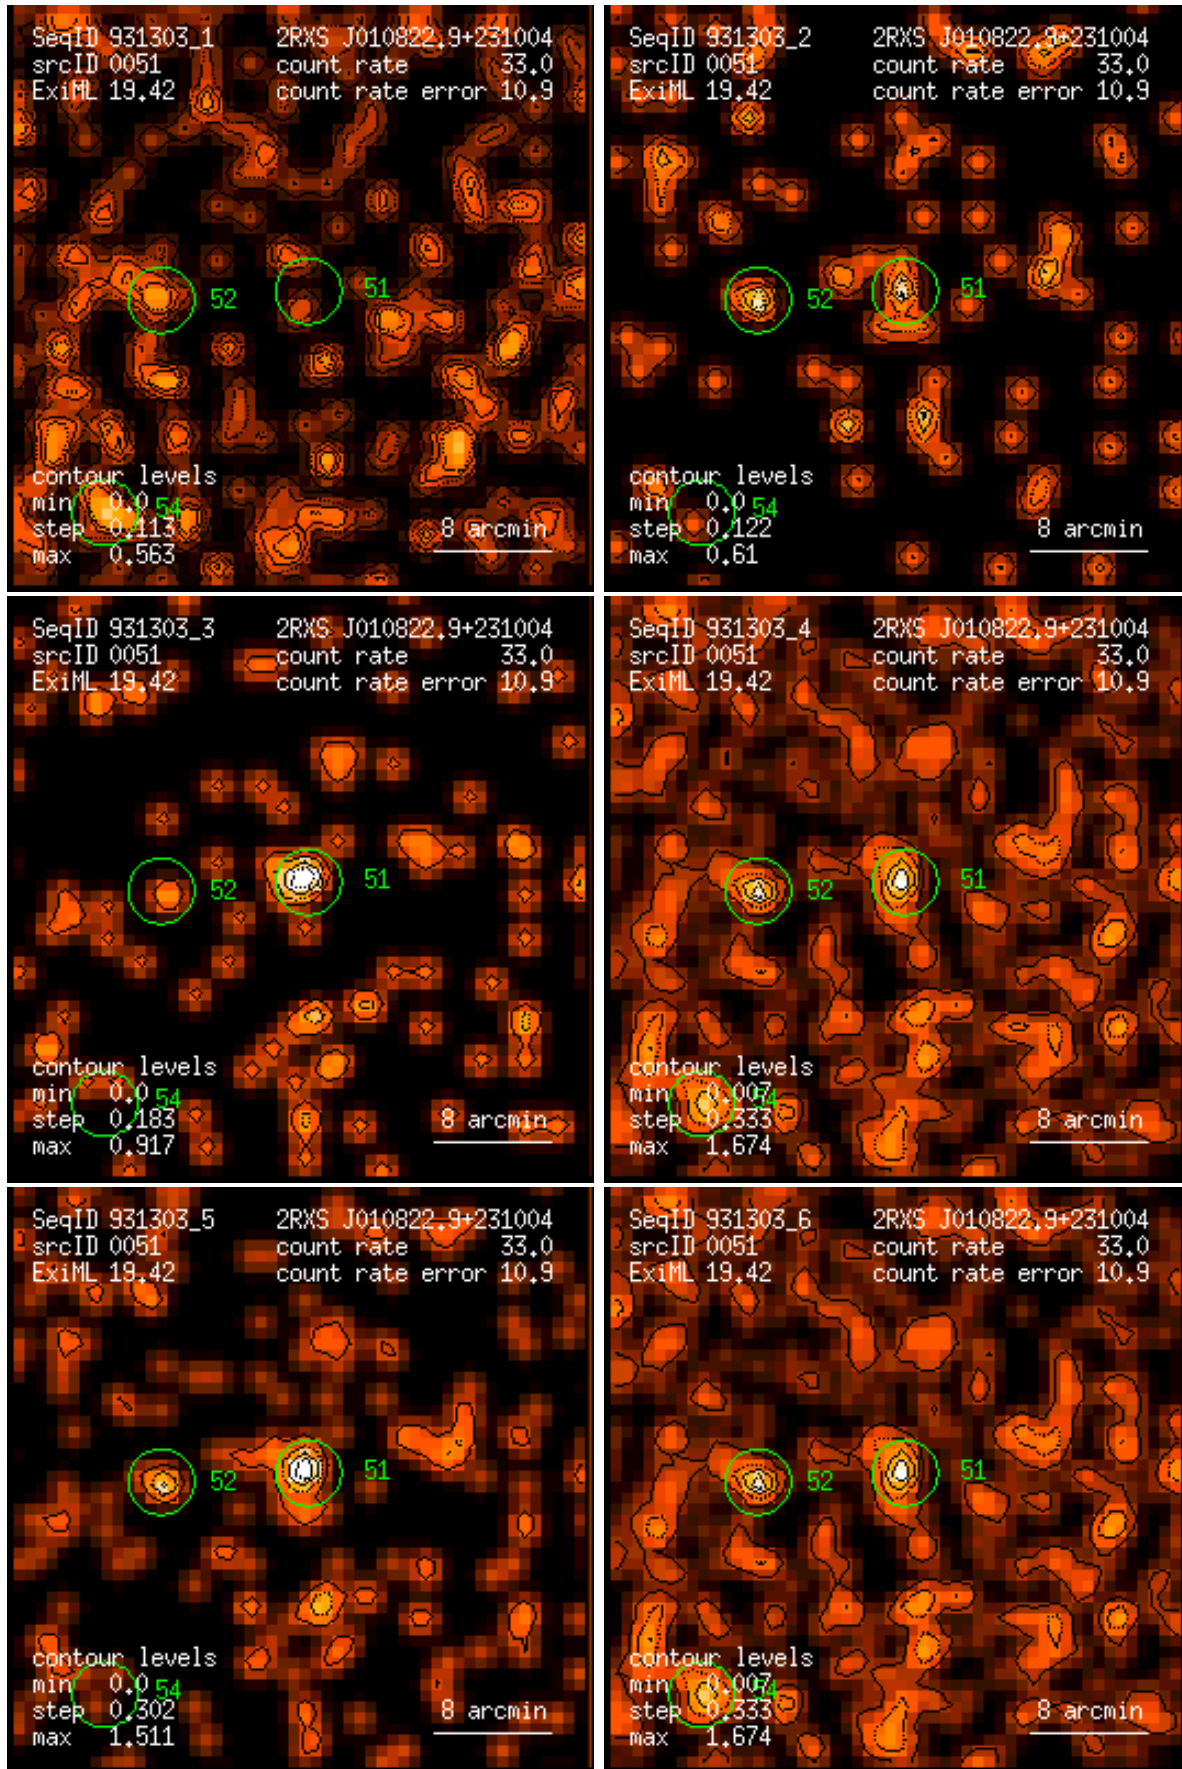 SeqID 931303_1 2RXS J010822.9+231004
srcID 0051 count rate 33.0
ExiML 19.42 count rate error 10.9
52 51
contour levels
min 0.0 54
step 0.113 8 arcmin
max 0.563
SeqID 931303_2 2RXS J010822.9+231004
srcID 0051 count rate 33.0
ExiML 19.42 count rate error 10.9
52 51
contour levels
min 0.0 54
step 0.122 8 arcmin
max 0.61
SeqID 931303_3 2RXS J010822.9+231004
srcID 0051 count rate 33.0
ExiML 19.42 count rate error 10.9
52 51
contour levels
min 0.0 54
step 0.183 8 arcmin
max 0.917
SeqID 931303_4 2RXS J010822.9+231004
srcID 0051 count rate 33.0
ExiML 19.42 count rate error 10.9
52 51
contour levels
min 0.007 54
step 0.333 8 arcmin
max 1.674
SeqID 931303_5 2RXS J010822.9+231004
srcID 0051 count rate 33.0
ExiML 19.42 count rate error 10.9
52 51
contour levels
min 0.0 54
step 0.302 8 arcmin
max 1.511
SeqID 931303_6 2RXS J010822.9+231004
srcID 0051 count rate 33.0
ExiML 19.42 count rate error 10.9
52 51
contour levels
min 0.007 54
step 0.333 8 arcmin
max 1.674